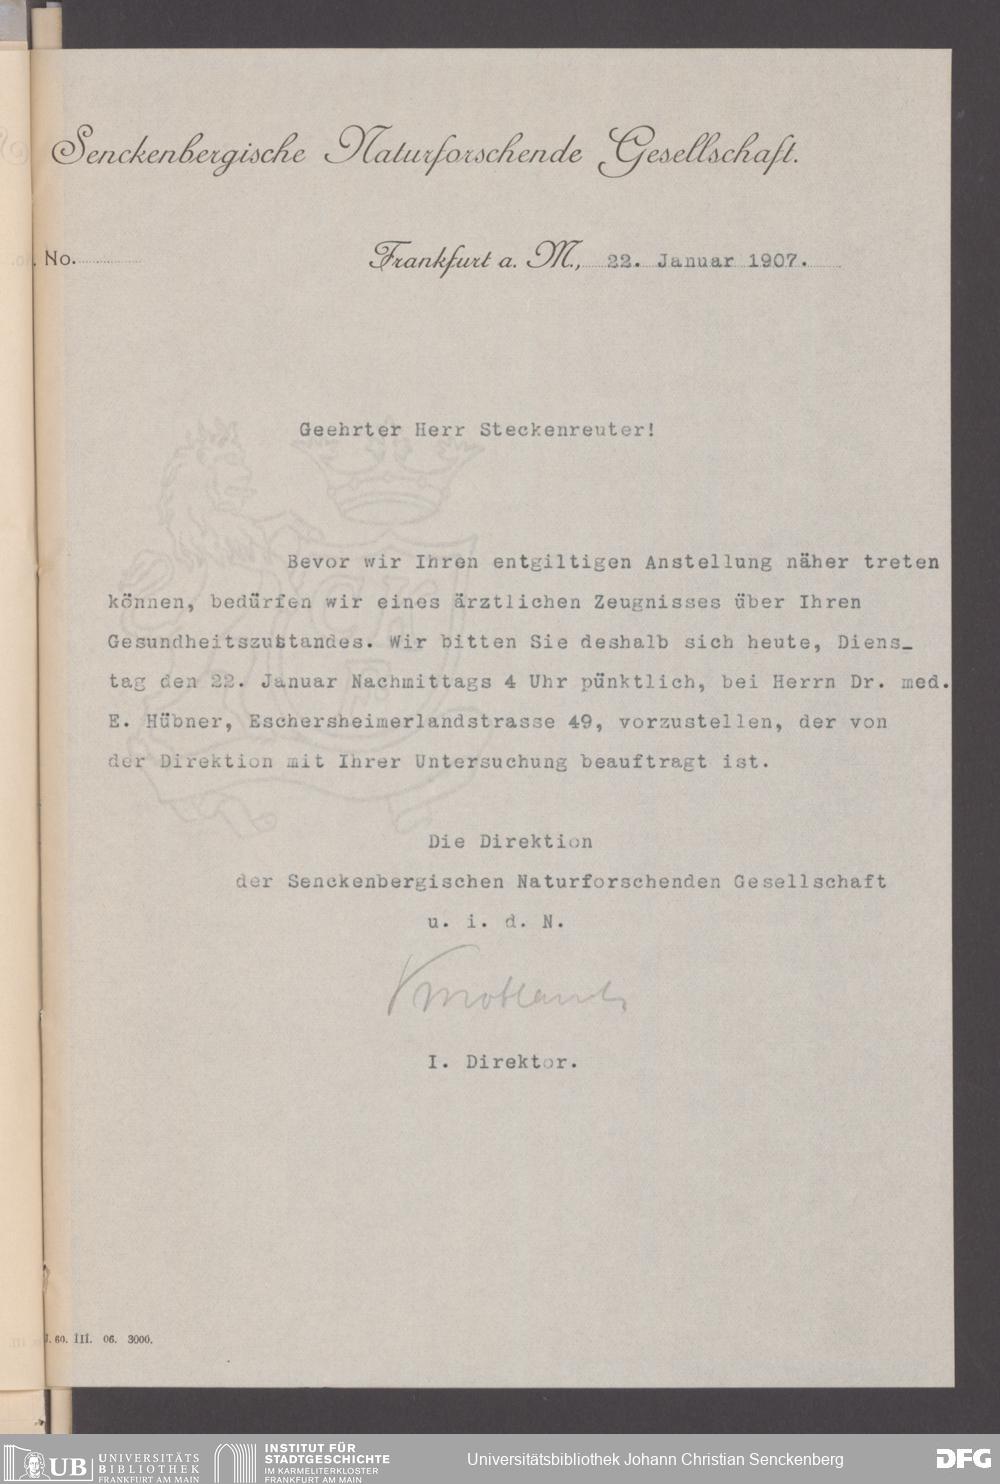 Senckenbergische Naturforschende Gesellschaft.
No.
Frankfurt a. M., 22. Januar 1907.
Geehrter Herr Steckenreuter!
Bevor wir Ihren entgiltigen Anstellung näher treten
können, bedürfen wir eines ärztlichen Zeugnisses über Ihren
Gesundheitszustandes. Wir bitten Sie deshalb sich heute, Diens_
tag den 22. Januar Nachmittags 4 Uhr pünktlich, bei Herrn Dr. med.
E. Hübner, Eschersheimerlandstrasse 49, vorzustellen, der von
der Direktion mit Ihrer Untersuchung beauftragt ist.
Die Direktion
der Senckenbergischen Naturforschenden Gesellschaft
u. i. d. N.
I. Direktor.
60. III. 06. 3000.
UB UNIVERSITÄTS
BIBLIOTHEK
FRANKFURT AM MAIN
INSTITUT FÜR
STADTGESCHICHTE
IM KARMELITERKLOSTER
FRANKFURT AM MAIN
Universitätsbibliothek Johann Christian Senckenberg
DFG